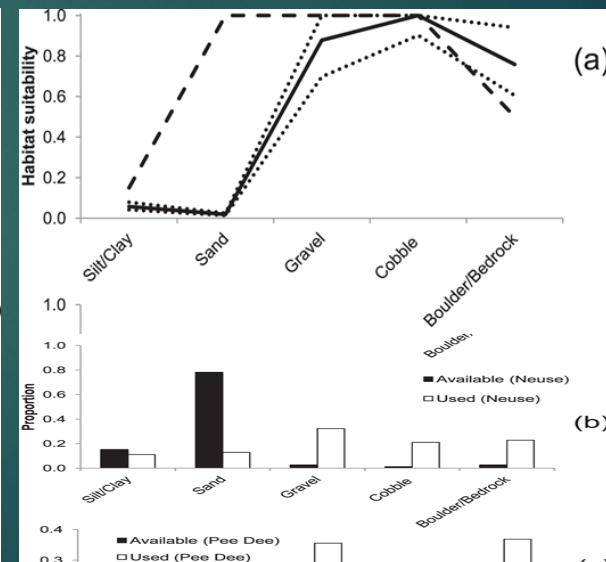 1.0
0.8
0.6
0.4
0.2
0.0
Habitat suitability
(a)
Silt/Clay
Sand
Gravel
Cobble
Boulder/Bedrock
1.0
1.0
0.8
0.6
0.4
0.2
0.0
Proportion
Available (Neuse)
Used (Neuse)
(b)
Silt/Clay
Sand
Gravel
Cobble
Boulder/Bedrock
0.4
0.3
Available (Pee Dee)
Used (Pee Dee)